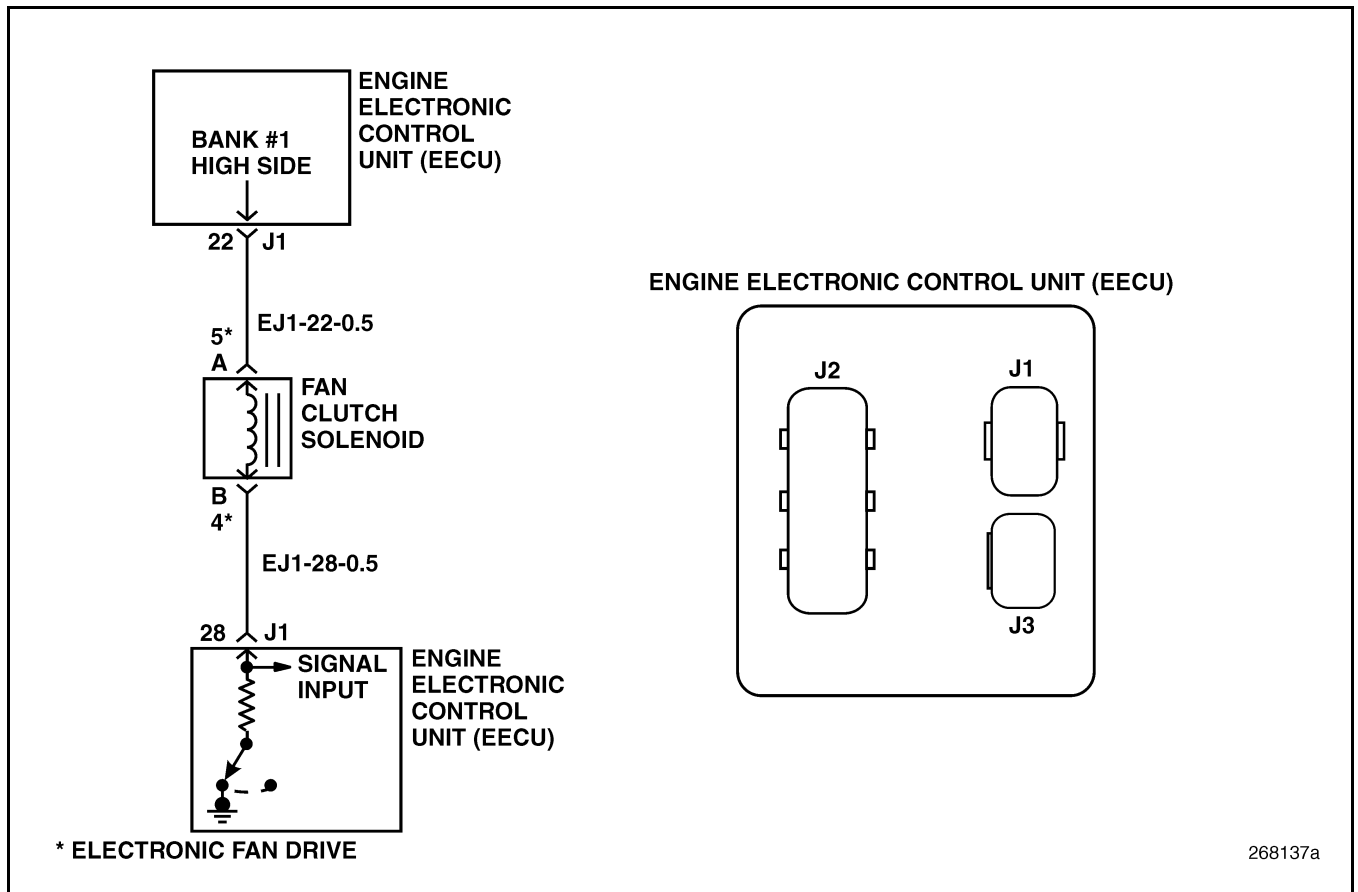 ENGINE
ELECTRONIC
CONTROL
UNIT (EECU)
BANK #1
HIGH SIDE
22 J1
EJ1-22-0.5
5*
A
FAN
CLUTCH
SOLENOID
B
4*
EJ1-28-0.5
28 J1
SIGNAL
INPUT
ENGINE
ELECTRONIC
CONTROL
UNIT (EECU)
* ELECTRONIC FAN DRIVE
ENGINE ELECTRONIC CONTROL UNIT (EECU)
J2
J1
J3
268137a